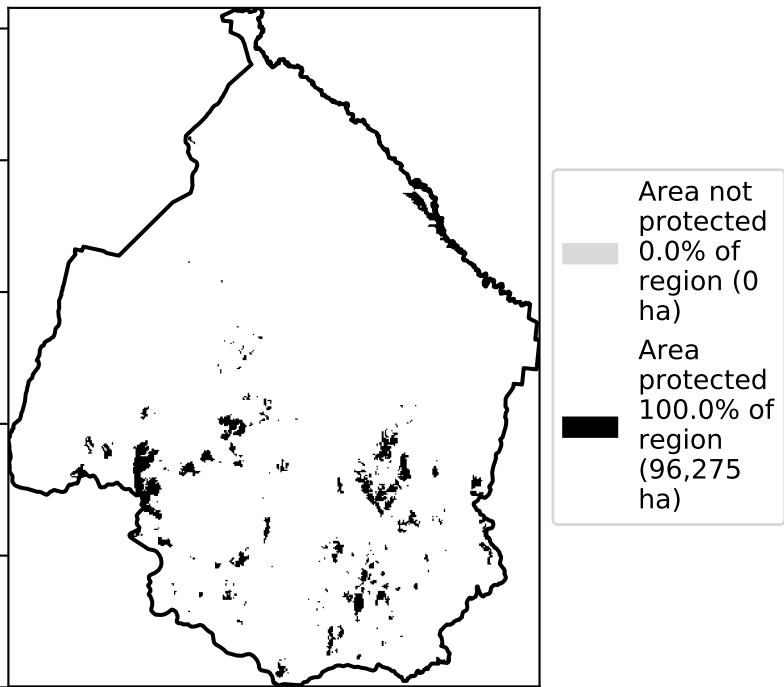 Area not
protected
0.0% of
region (0
ha)
Area
protected
100.0% of
region
(96,275
ha)